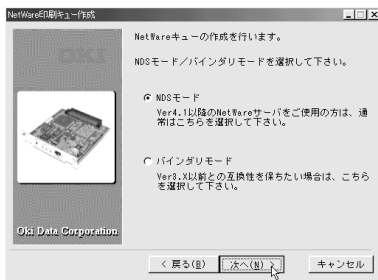 NetWare印刷キュー作成
OKI
NetWareキューの作成を行います。
NDSモード／バインダリモードを選択して下さい。
NDSモード
Ver4.1以降のNetWareサーバをご使用の方は、通
常はこちらを選択して下さい。
バインダリモード
Ver3.X以前との互換性を保ちたい場合は、こちら
を選択して下さい。
Oki Data Corporation
< 戻る(B)
次へ(N) >
キャンセル